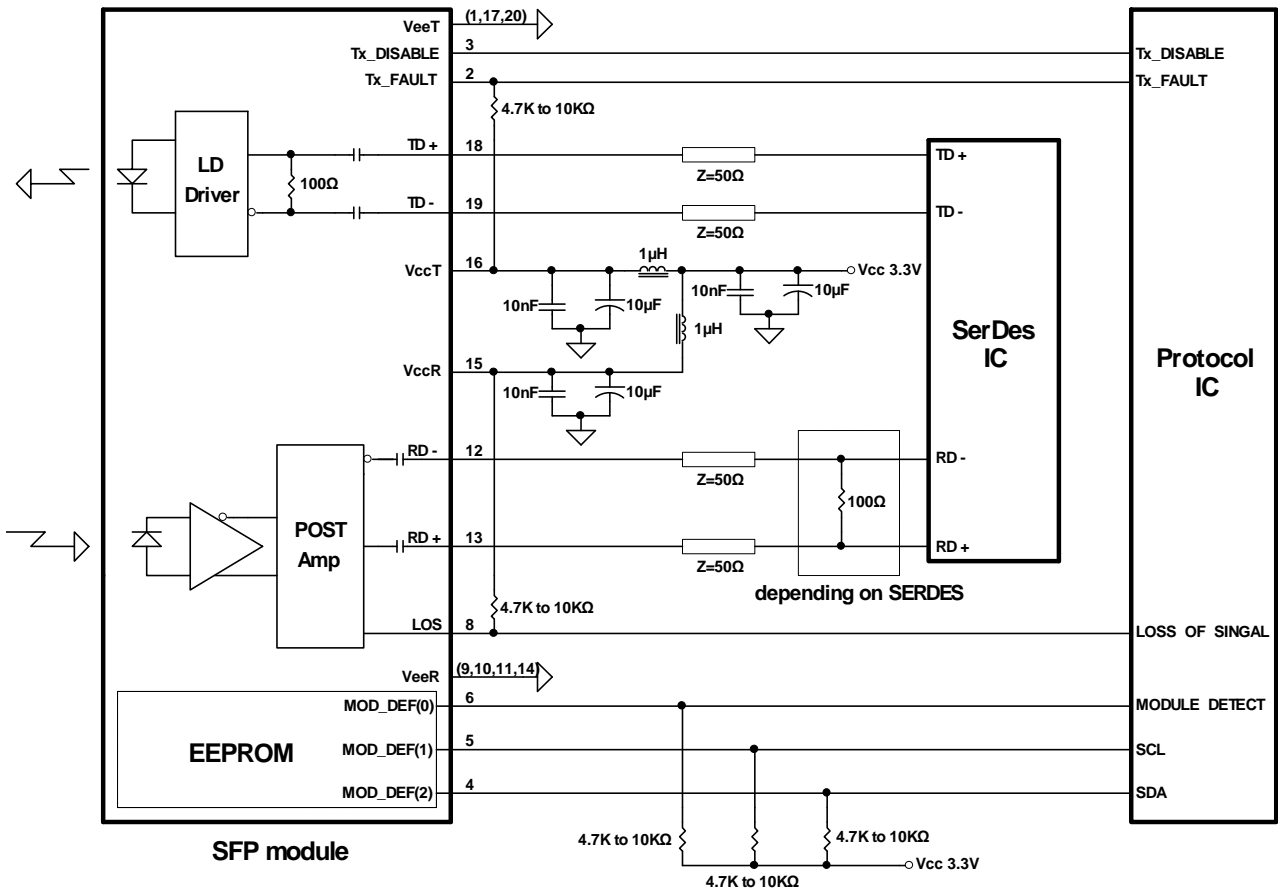 VeeT (1,17,20)
Tx_DISABLE 3 Tx_DISABLE
Tx_FAULT 2 Tx_FAULT
4.7K to 10KΩ
LD
Driver
100Ω
TD+ 18 TD+
Z=50Ω
TD- 19 TD-
Z=50Ω
1µH
VccT 16 Vcc 3.3V
10nF 10µF 10nF 10µF
1µH
SerDes
IC
Protocol
IC
VccR 15
10nF 10µF
RD- 12 RD-
Z=50Ω
100Ω
POST
Amp
RD+ 13 RD+
Z=50Ω
depending on SERDES
4.7K to 10KΩ
LOS 8 LOSS OF SINGAL
VeeR (9,10,11,14)
MOD_DEF(0) 6 MODULE DETECT
EEPROM
MOD_DEF(1) 5 SCL
MOD_DEF(2) 4 SDA
4.7K to 10KΩ 4.7K to 10KΩ
SFP module
Vcc 3.3V
4.7K to 10KΩ